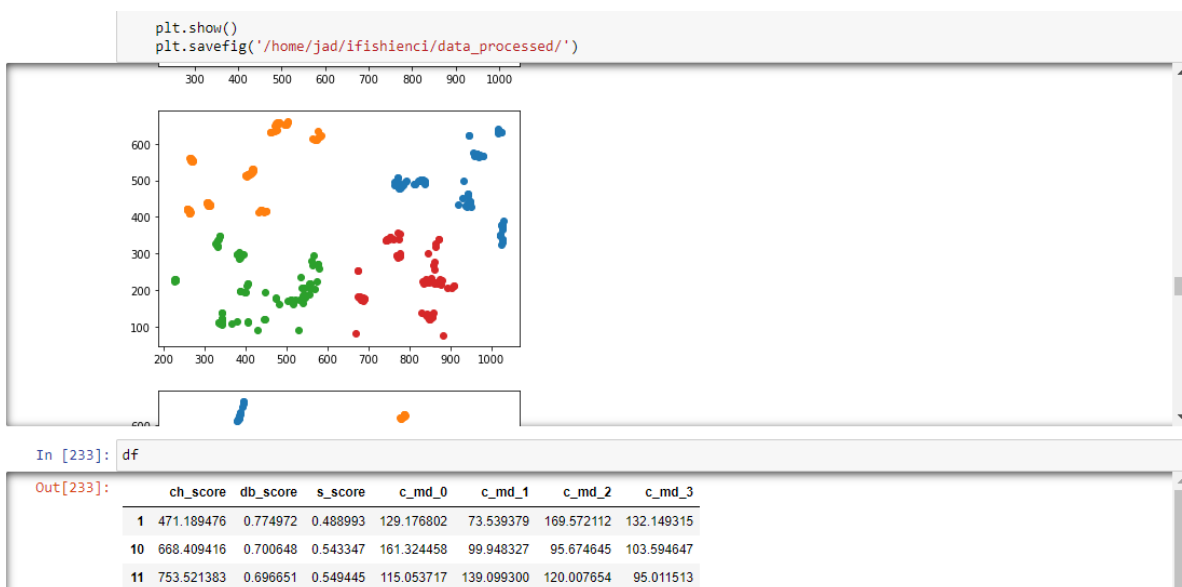 plt.show()
plt.savefig('/home/jad/ifishienci/data_processed/')
300 400 500 600 700 800 900 1000
600
500
400
300
200
100
200 300 400 500 600 700 800 900 1000
600
In [233]: df
Out[233]:
ch_score db_score s_score c_md_0 c_md_1 c_md_2 c_md_3
1 471.189476 0.774972 0.488993 129.176802 73.539379 169.572112 132.149315
10 668.409416 0.700648 0.543347 161.324458 99.948327 95.674645 103.594647
11 753.521383 0.696651 0.549445 115.053717 139.099300 120.007654 95.011513